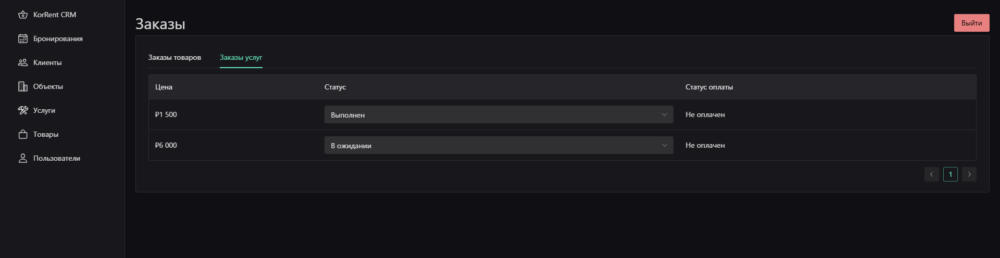 KorRent CRM
Бронирования
Клиенты
Объекты
Услуги
Товары
Пользователи
Заказы
Выйти
Заказы товаров Заказы услуг
Цена Статус Статус оплаты
₽1 500 Выполнен Не оплачен
₽6 000 В ожидании Не оплачен
1